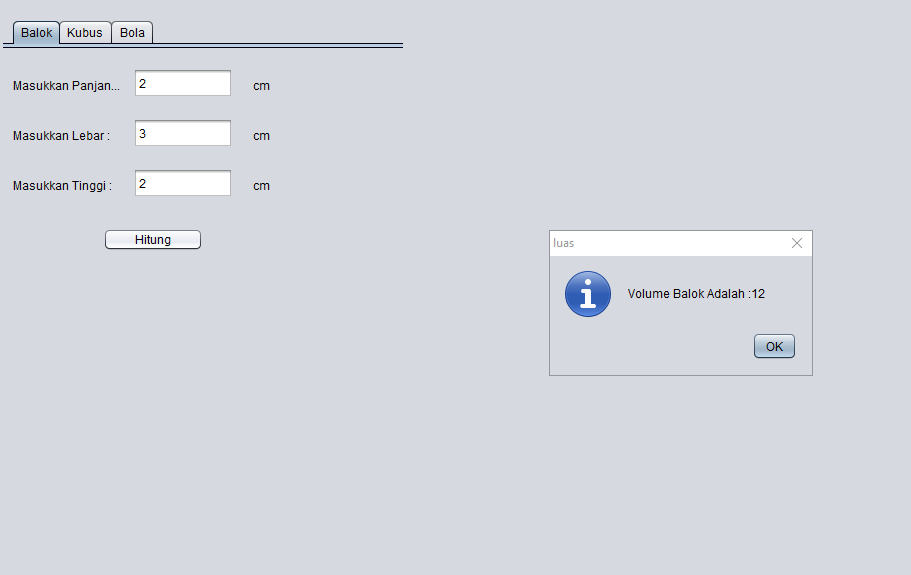 Balok Kubus Bola
Masukkan Panjan... 2 cm
Masukkan Lebar : 3 cm
Masukkan Tinggi : 2 cm
Hitung
luas
Volume Balok Adalah :12
OK